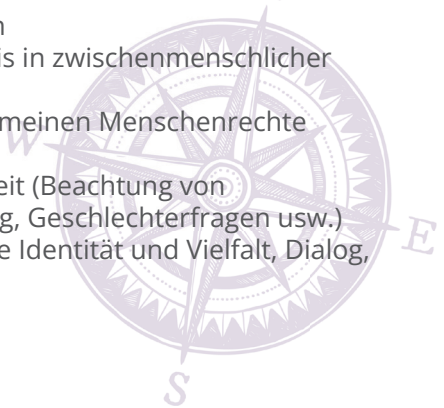 is in zwischenmenschlicher
meinen Menschenrechte
W
eit (Beachtung von
g, Geschlechterfragen usw.)
e Identität und Vielfalt, Dialog,
E
S